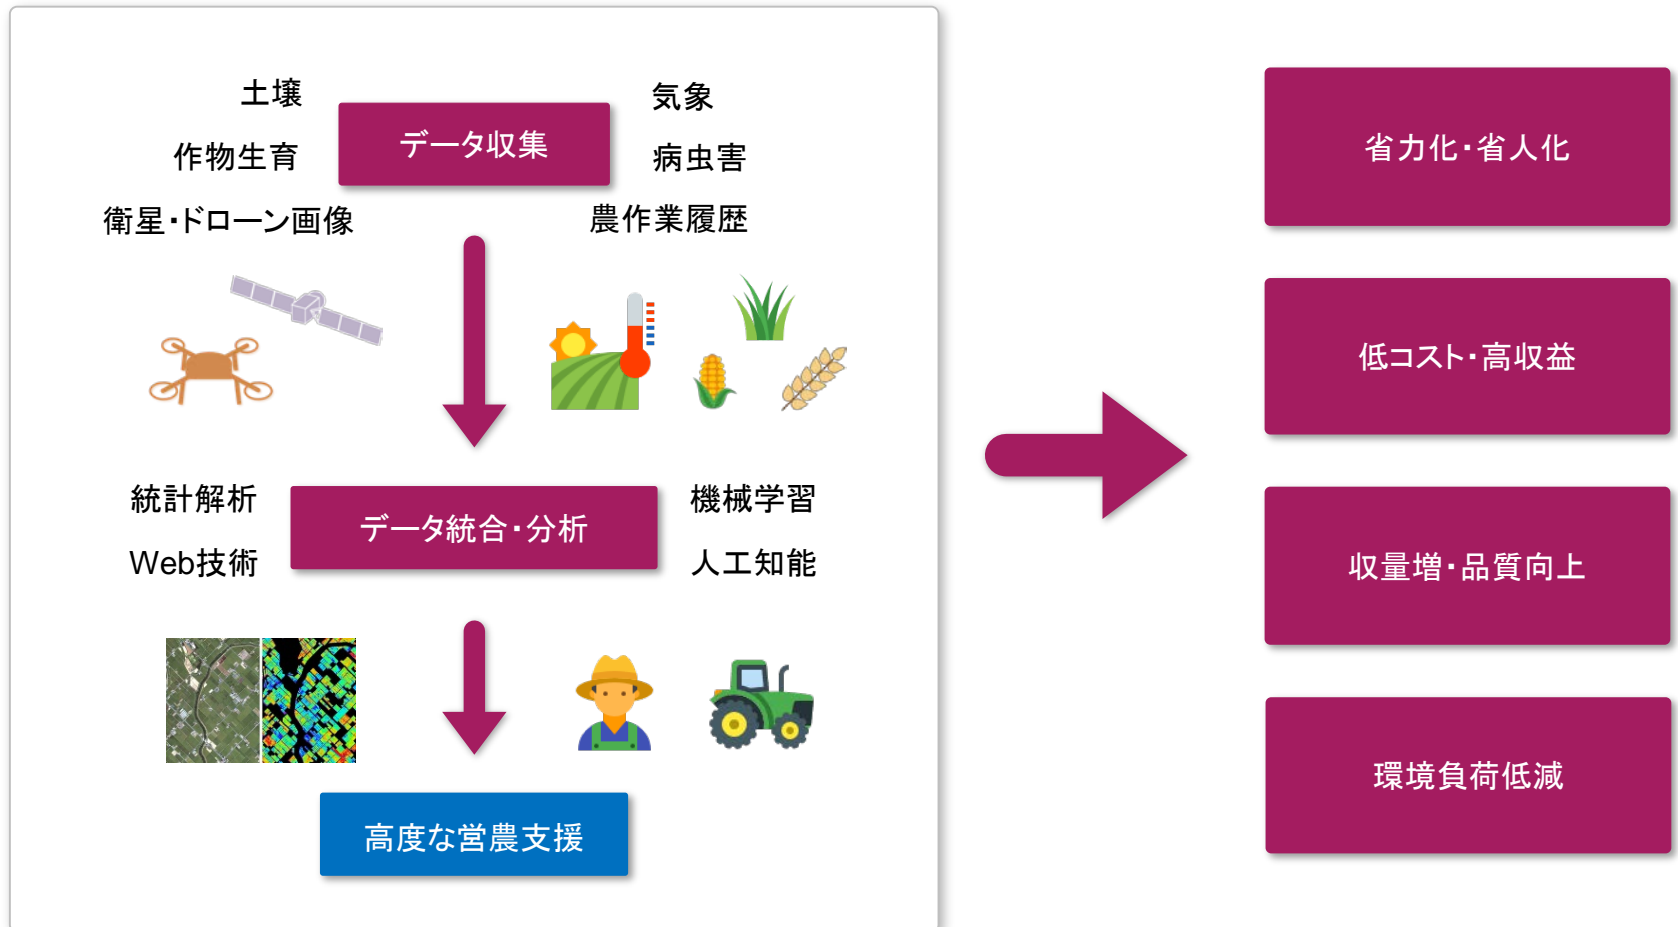 土壌
作物生育
衛星・ドローン画像
データ収集
気象
病虫害
農作業履歴
統計解析
Web技術
データ統合・分析
機械学習
人工知能
高度な営農支援
省力化・省人化
低コスト・高収益
収量増・品質向上
環境負荷低減